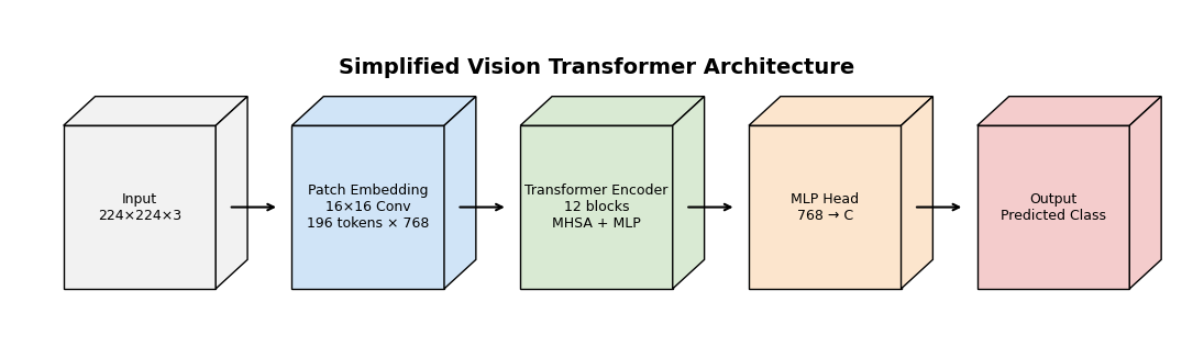 Simplified Vision Transformer Architecture
Input
224×224×3
Patch Embedding
16×16 Conv
196 tokens × 768
Transformer Encoder
12 blocks
MHSA + MLP
MLP Head
768 → C
Output
Predicted Class